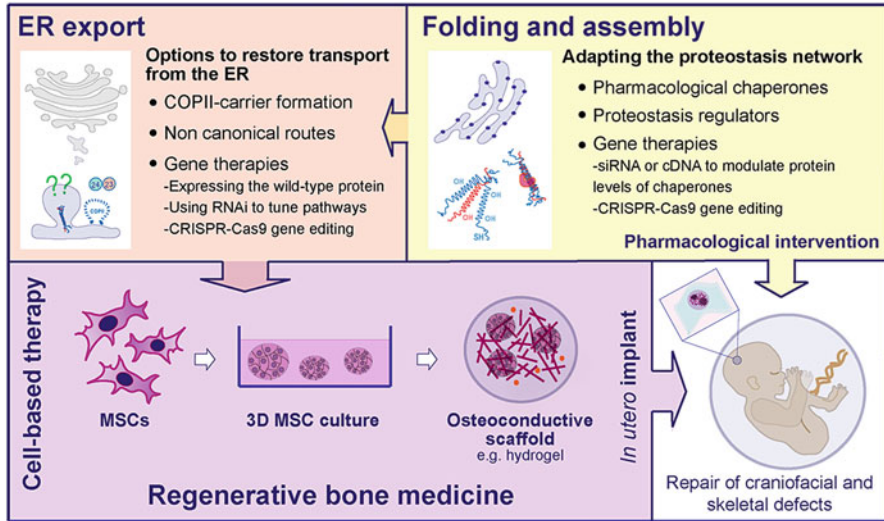 ER export
Options to restore transport
from the ER
• COPII-carrier formation
• Non canonical routes
• Gene therapies
-Expressing the wild-type protein
-Using RNAi to tune pathways
-CRISPR-Cas9 gene editing
? ?
24 23
COPII
Folding and assembly
Adapting the proteostasis network
• Pharmacological chaperones
• Proteostasis regulators
• Gene therapies
-siRNA or cDNA to modulate protein
levels of chaperones
-CRISPR-Cas9 gene editing
OH
OH
OH
OH
SH
Pharmacological intervention
Cell-based therapy
MSCs
3D MSC culture
Osteoconductive
scaffold
e.g. hydrogel
In utero implant
Regenerative bone medicine
Repair of craniofacial and
skeletal defects